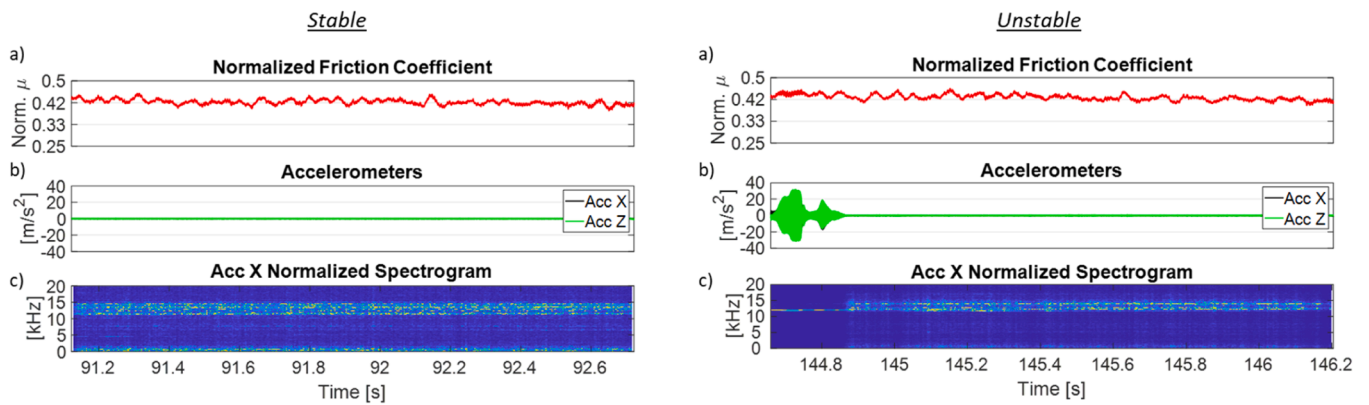 Stable
a)
Normalized Friction Coefficient
Norm. μ
0.5
0.42
0.33
0.25
b)
Accelerometers
[m/s²]
40
20
0
-20
-40
Acc X
Acc Z
c)
Acc X Normalized Spectrogram
[kHz]
20
15
10
5
0
91.2 91.4 91.6 91.8 92 92.2 92.4 92.6
Time [s]
Unstable
a)
Normalized Friction Coefficient
Norm. μ
0.5
0.42
0.33
0.25
b)
Accelerometers
[m/s²]
40
20
0
-20
-40
Acc X
Acc Z
c)
Acc X Normalized Spectrogram
[kHz]
20
15
10
5
0
144.8 145 145.2 145.4 145.6 145.8 146 146.2
Time [s]